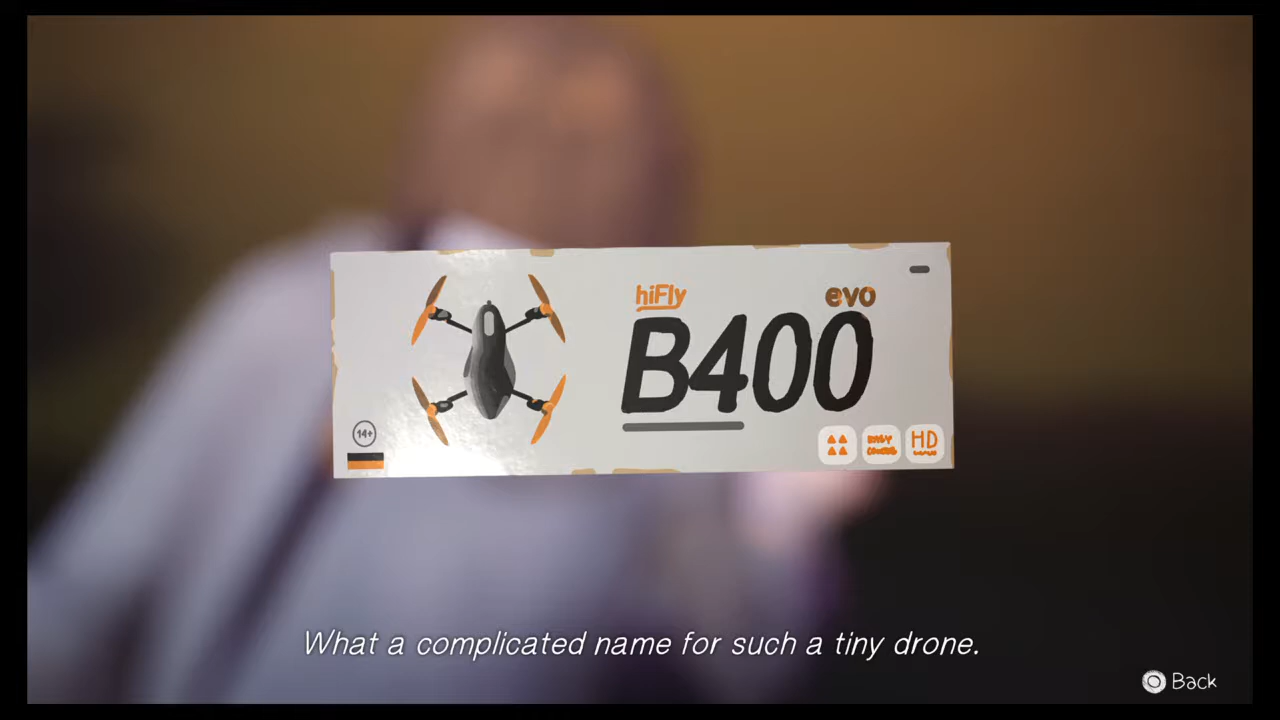 hiFly
evo
B400
14+
HD
What a complicated name for such a tiny drone.
Back